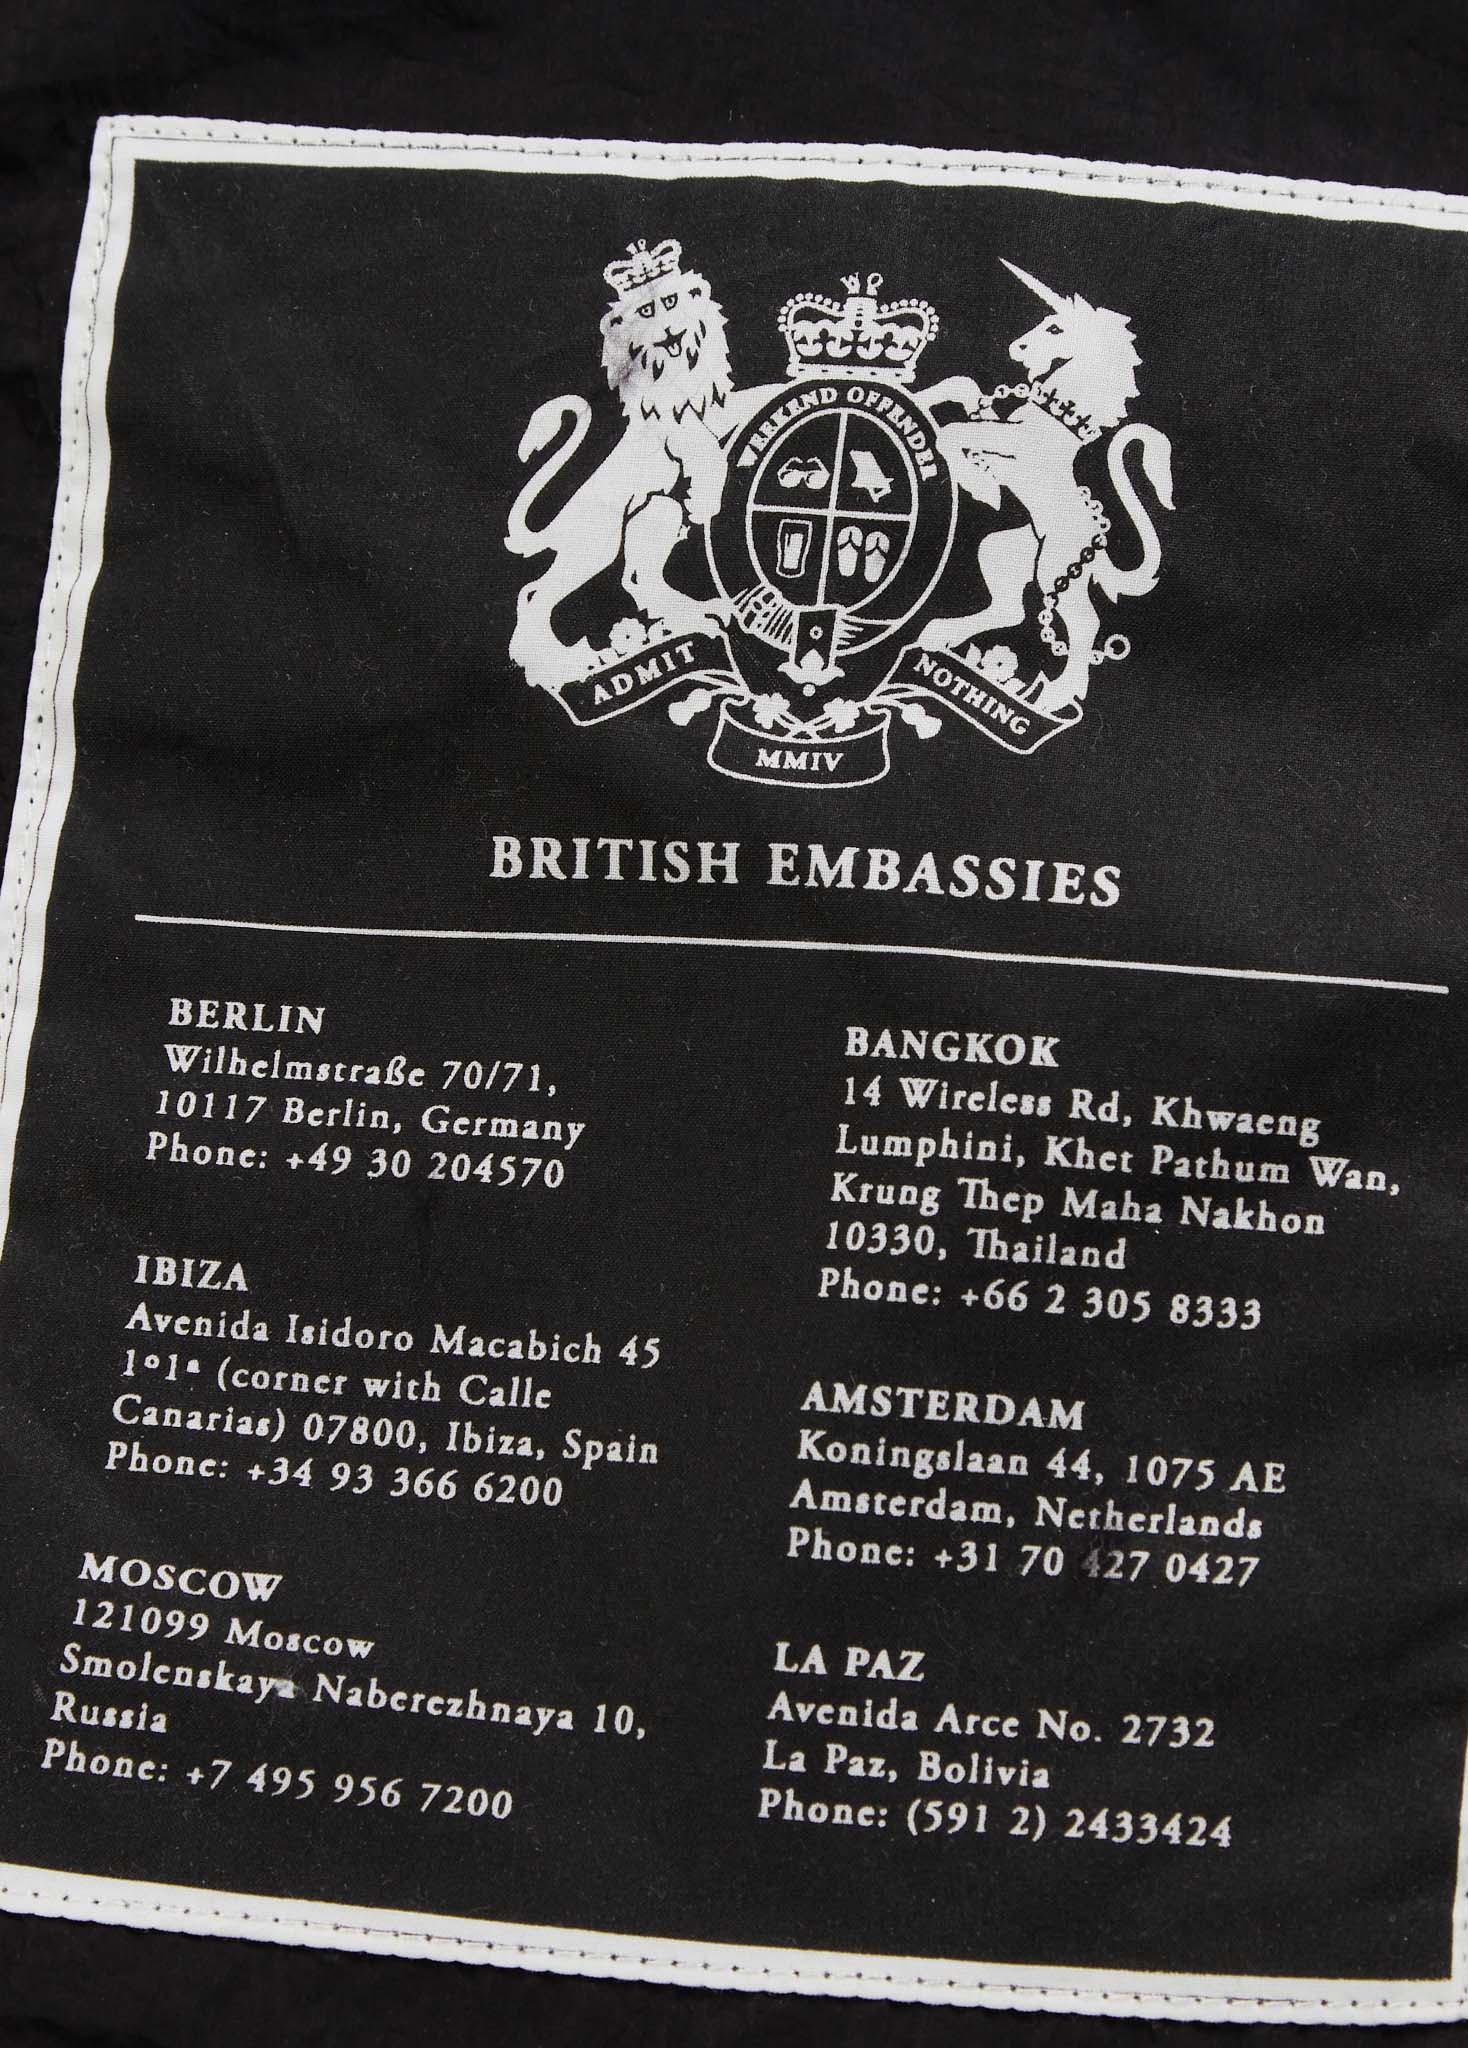 WEEKEND OFFENDER
ADMIT
NOTHING
MMIV
BRITISH EMBASSIES
BERLIN
Wilhelmstraße 70/71,
10117 Berlin, Germany
Phone: +49 30 204570
IBIZA
Avenida Isidoro Macabich 45
1º1ª (corner with Calle
Canarias) 07800, Ibiza, Spain
Phone: +34 93 366 6200
MOSCOW
121099 Moscow
Smolenskaya Naberezhnaya 10,
Russia
Phone: +7 495 956 7200
BANGKOK
14 Wireless Rd, Khwaeng
Lumphini, Khet Pathum Wan,
Krung Thep Maha Nakhon
10330, Thailand
Phone: +66 2 305 8333
AMSTERDAM
Koningslaan 44, 1075 AE
Amsterdam, Netherlands
Phone: +31 70 427 0427
LA PAZ
Avenida Arce No. 2732
La Paz, Bolivia
Phone: (591 2) 2433424